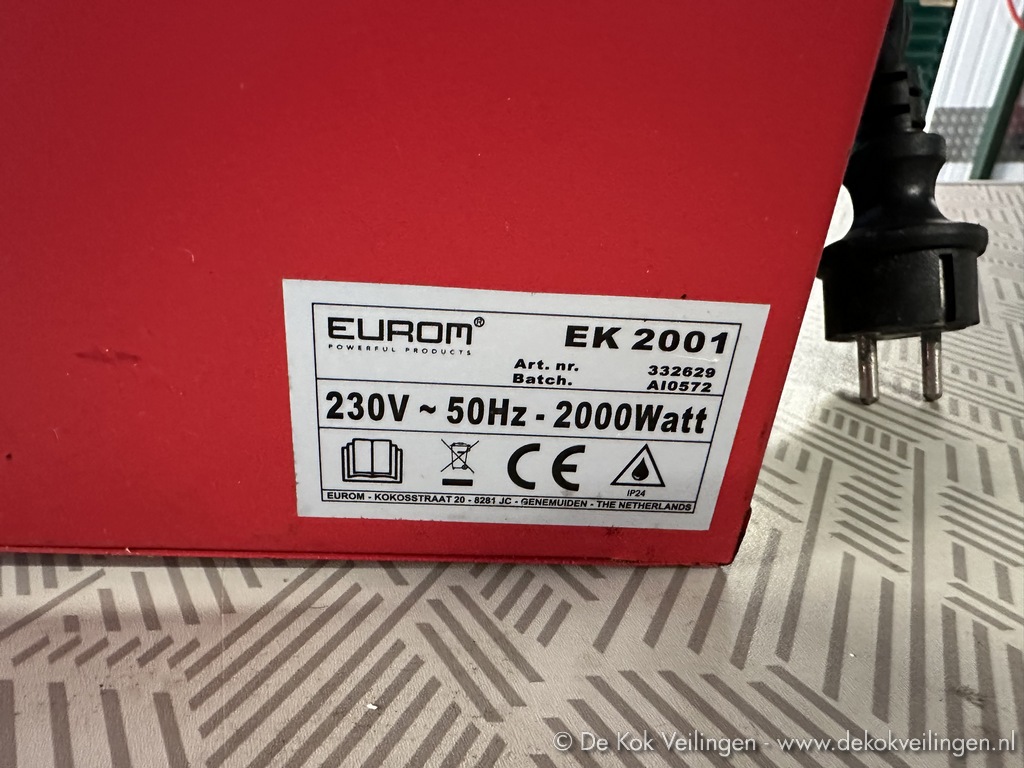 EUROM®
POWERFUL PRODUCTS
EK 2001
Art. nr. 332629
Batch. AI0572
230V ~ 50Hz - 2000Watt
CE
IP24
EUROM - KOKOSSTRAAT 20 - 8281 JC - GENEMUIDEN - THE NETHERLANDS
© De Kok Veilingen - www.dekokveilingen.nl